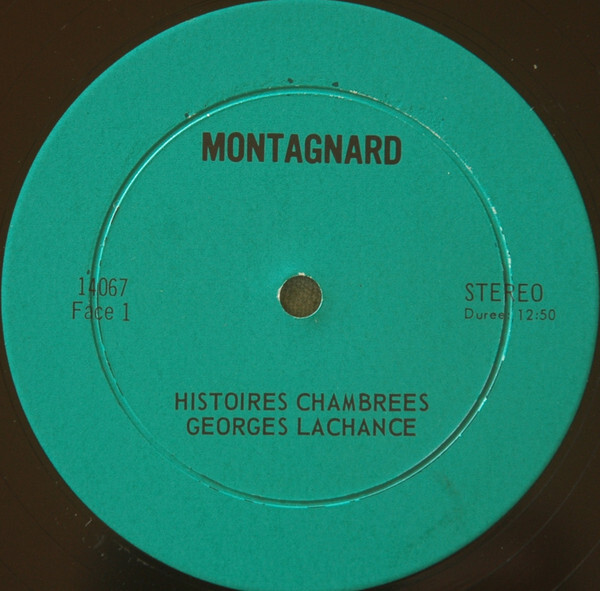 MONTAGNARD
14067
Face 1
STEREO
Duree: 12:50
HISTOIRES CHAMBREES
GEORGES LACHANCE